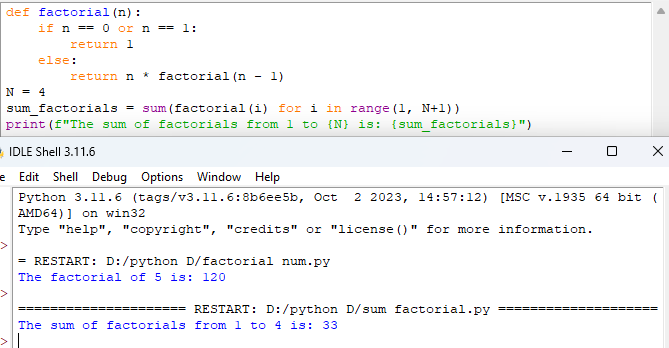 def factorial(n):
    if n == 0 or n == 1:
        return 1
    else:
        return n * factorial(n - 1)
N = 4
sum_factorials = sum(factorial(i) for i in range(1, N+1))
print(f"The sum of factorials from 1 to {N} is: {sum_factorials}")
IDLE Shell 3.11.6
e Edit Shell Debug Options Window Help
Python 3.11.6 (tags/v3.11.6:8b6ee5b, Oct  2 2023, 14:57:12) [MSC v.1935 64 bit (
AMD64)] on win32
Type "help", "copyright", "credits" or "license()" for more information.
>
= RESTART: D:/python D/factorial num.py
The factorial of 5 is: 120
>
===================== RESTART: D:/python D/sum factorial.py ====================
The sum of factorials from 1 to 4 is: 33
>